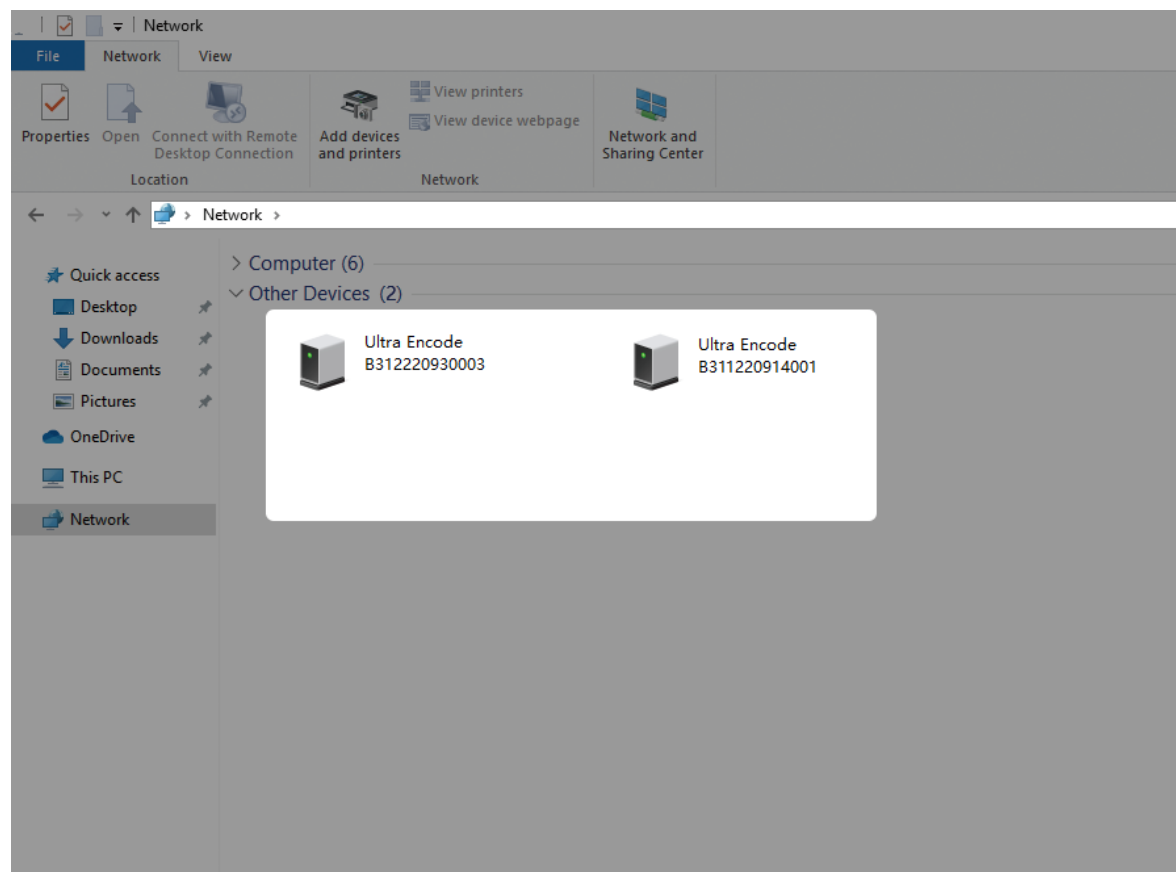 Network
File Network View
Properties Open Connect with Remote Desktop Connection
Add devices and printers
View printers
View device webpage
Network and Sharing Center
Location Network
Network
Computer (6)
Other Devices (2)
Ultra Encode
B312220930003
Ultra Encode
B311220914001
Quick access
Desktop
Downloads
Documents
Pictures
OneDrive
This PC
Network